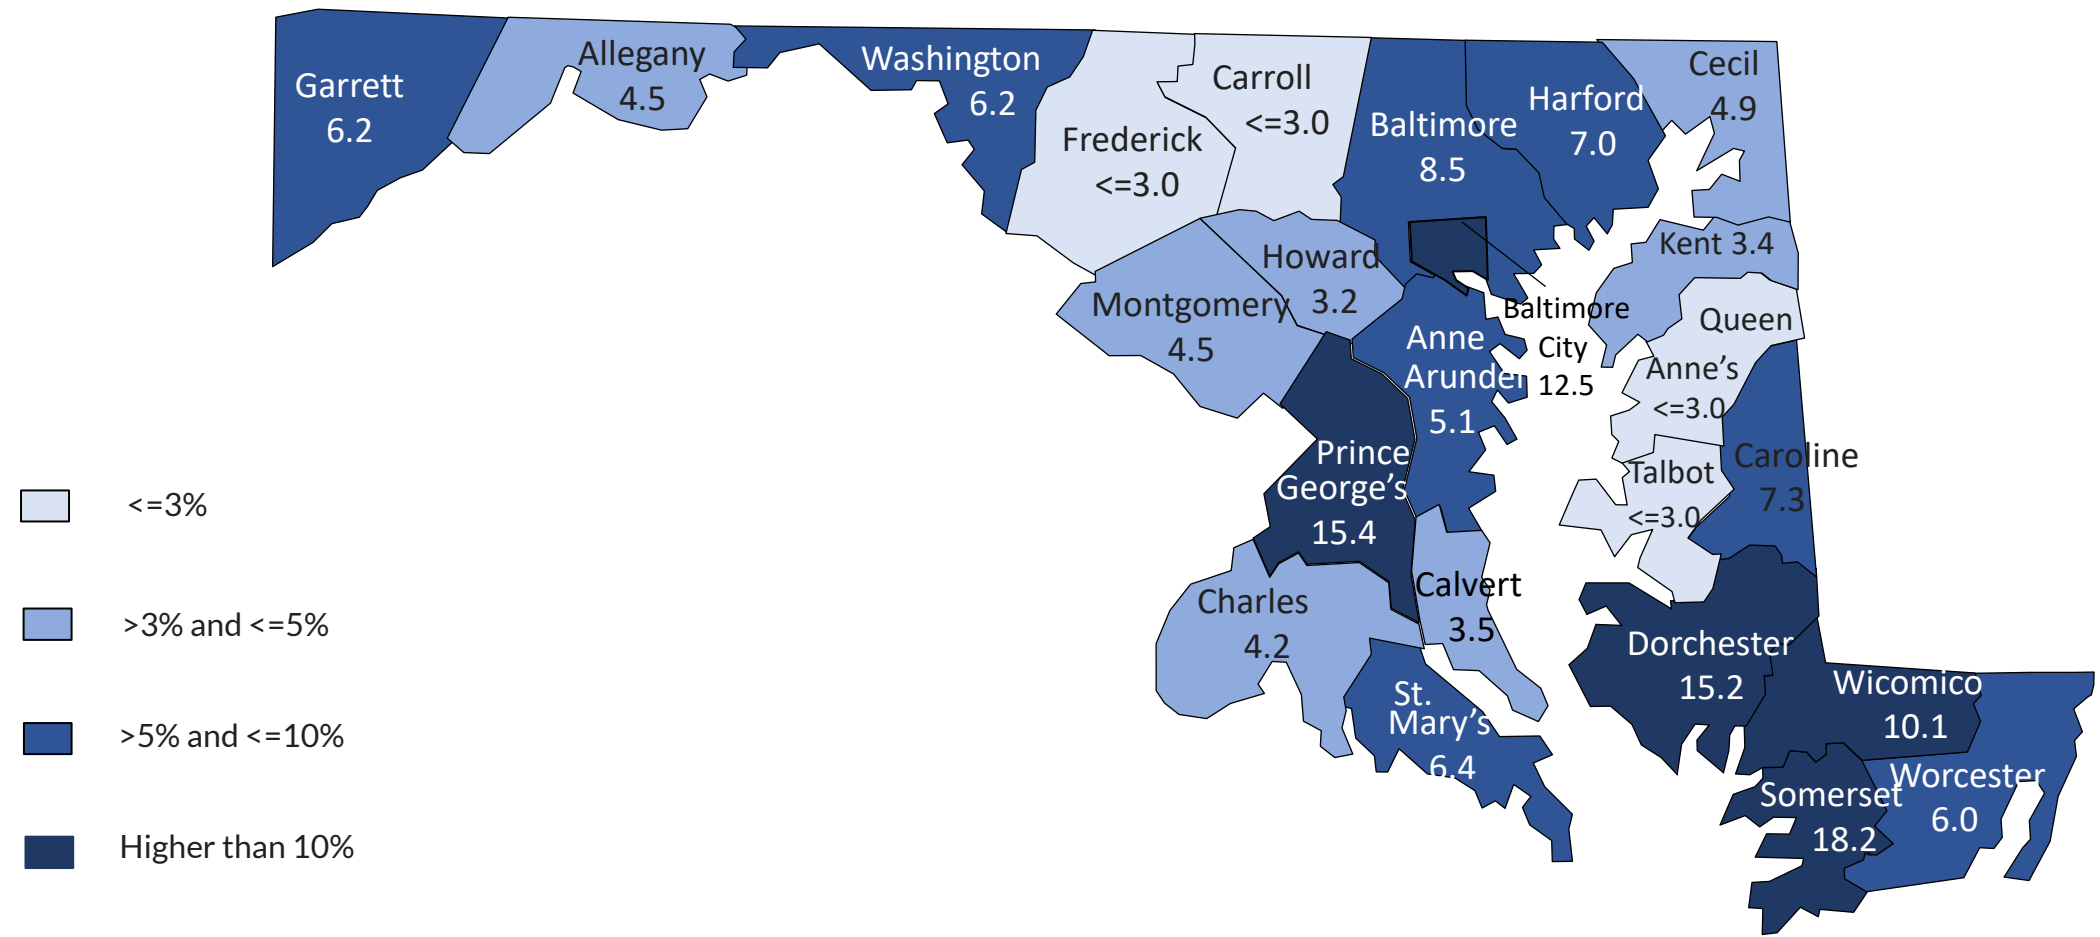 Garrett
6.2
Allegany
4.5
Washington
6.2
Frederick
<=3.0
Carroll
<=3.0
Baltimore
8.5
Harford
7.0
Cecil
4.9
Kent 3.4
Howard
3.2
Montgomery
4.5
Anne
Arundel
5.1
Baltimore
City
12.5
Queen
Anne’s
<=3.0
Talbot
<=3.0
Caroline
7.3
Prince
George’s
15.4
Charles
4.2
Calvert
3.5
St.
Mary’s
6.4
Dorchester
15.2
Wicomico
10.1
Somerset
18.2
Worcester
6.0
<=3%
>3% and <=5%
>5% and <=10%
Higher than 10%